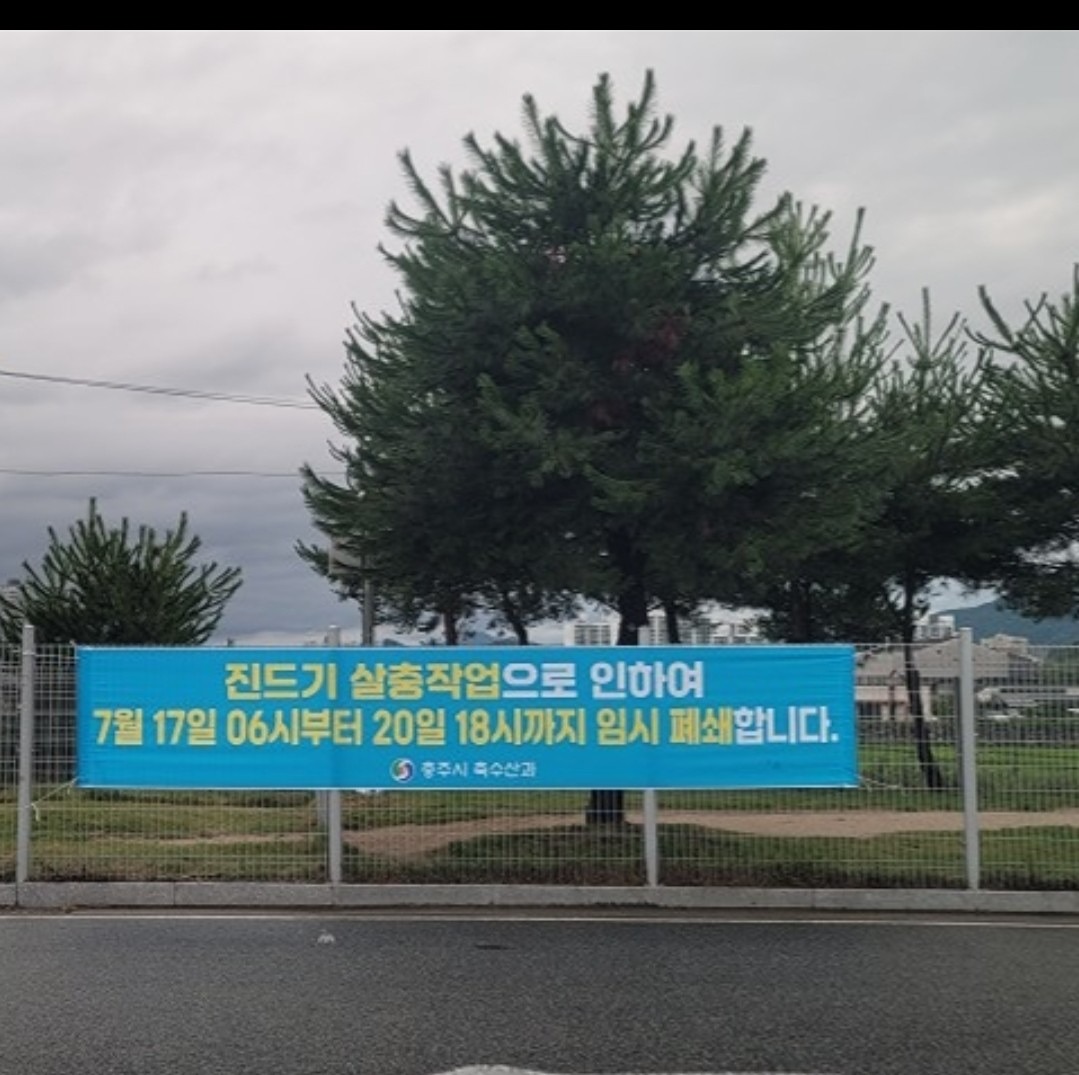 진드기 살충작업으로 인하여
7월 17일 06시부터 20일 18시까지 임시 폐쇄합니다.
충주시 축수산과